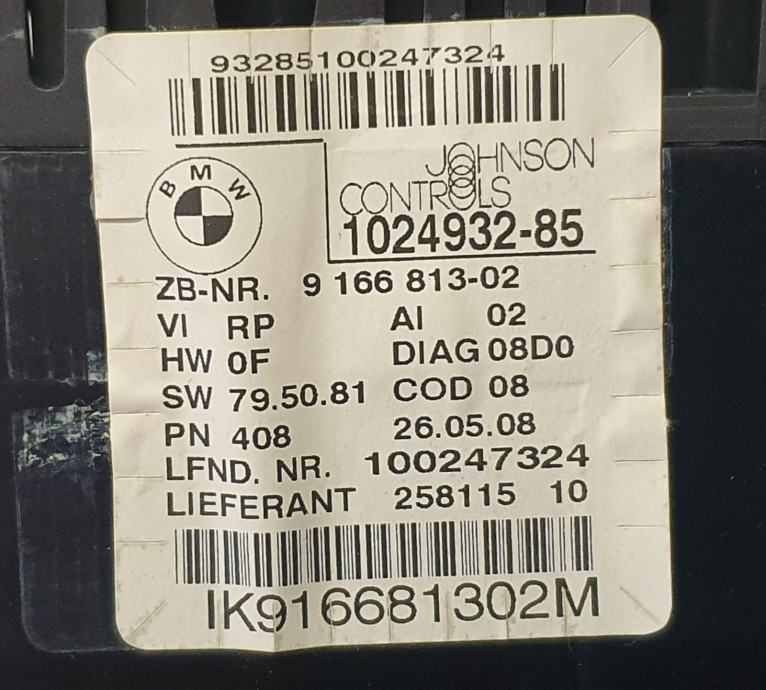 93285100247324
BMW
JOHNSON
CONTROLS
1024932-85
ZB-NR. 9 166 813-02
VI RP AI 02
HW 0F DIAG 08D0
SW 79.50.81 COD 08
PN 408 26.05.08
LFND. NR. 100247324
LIEFERANT 258115 10
IK916681302M